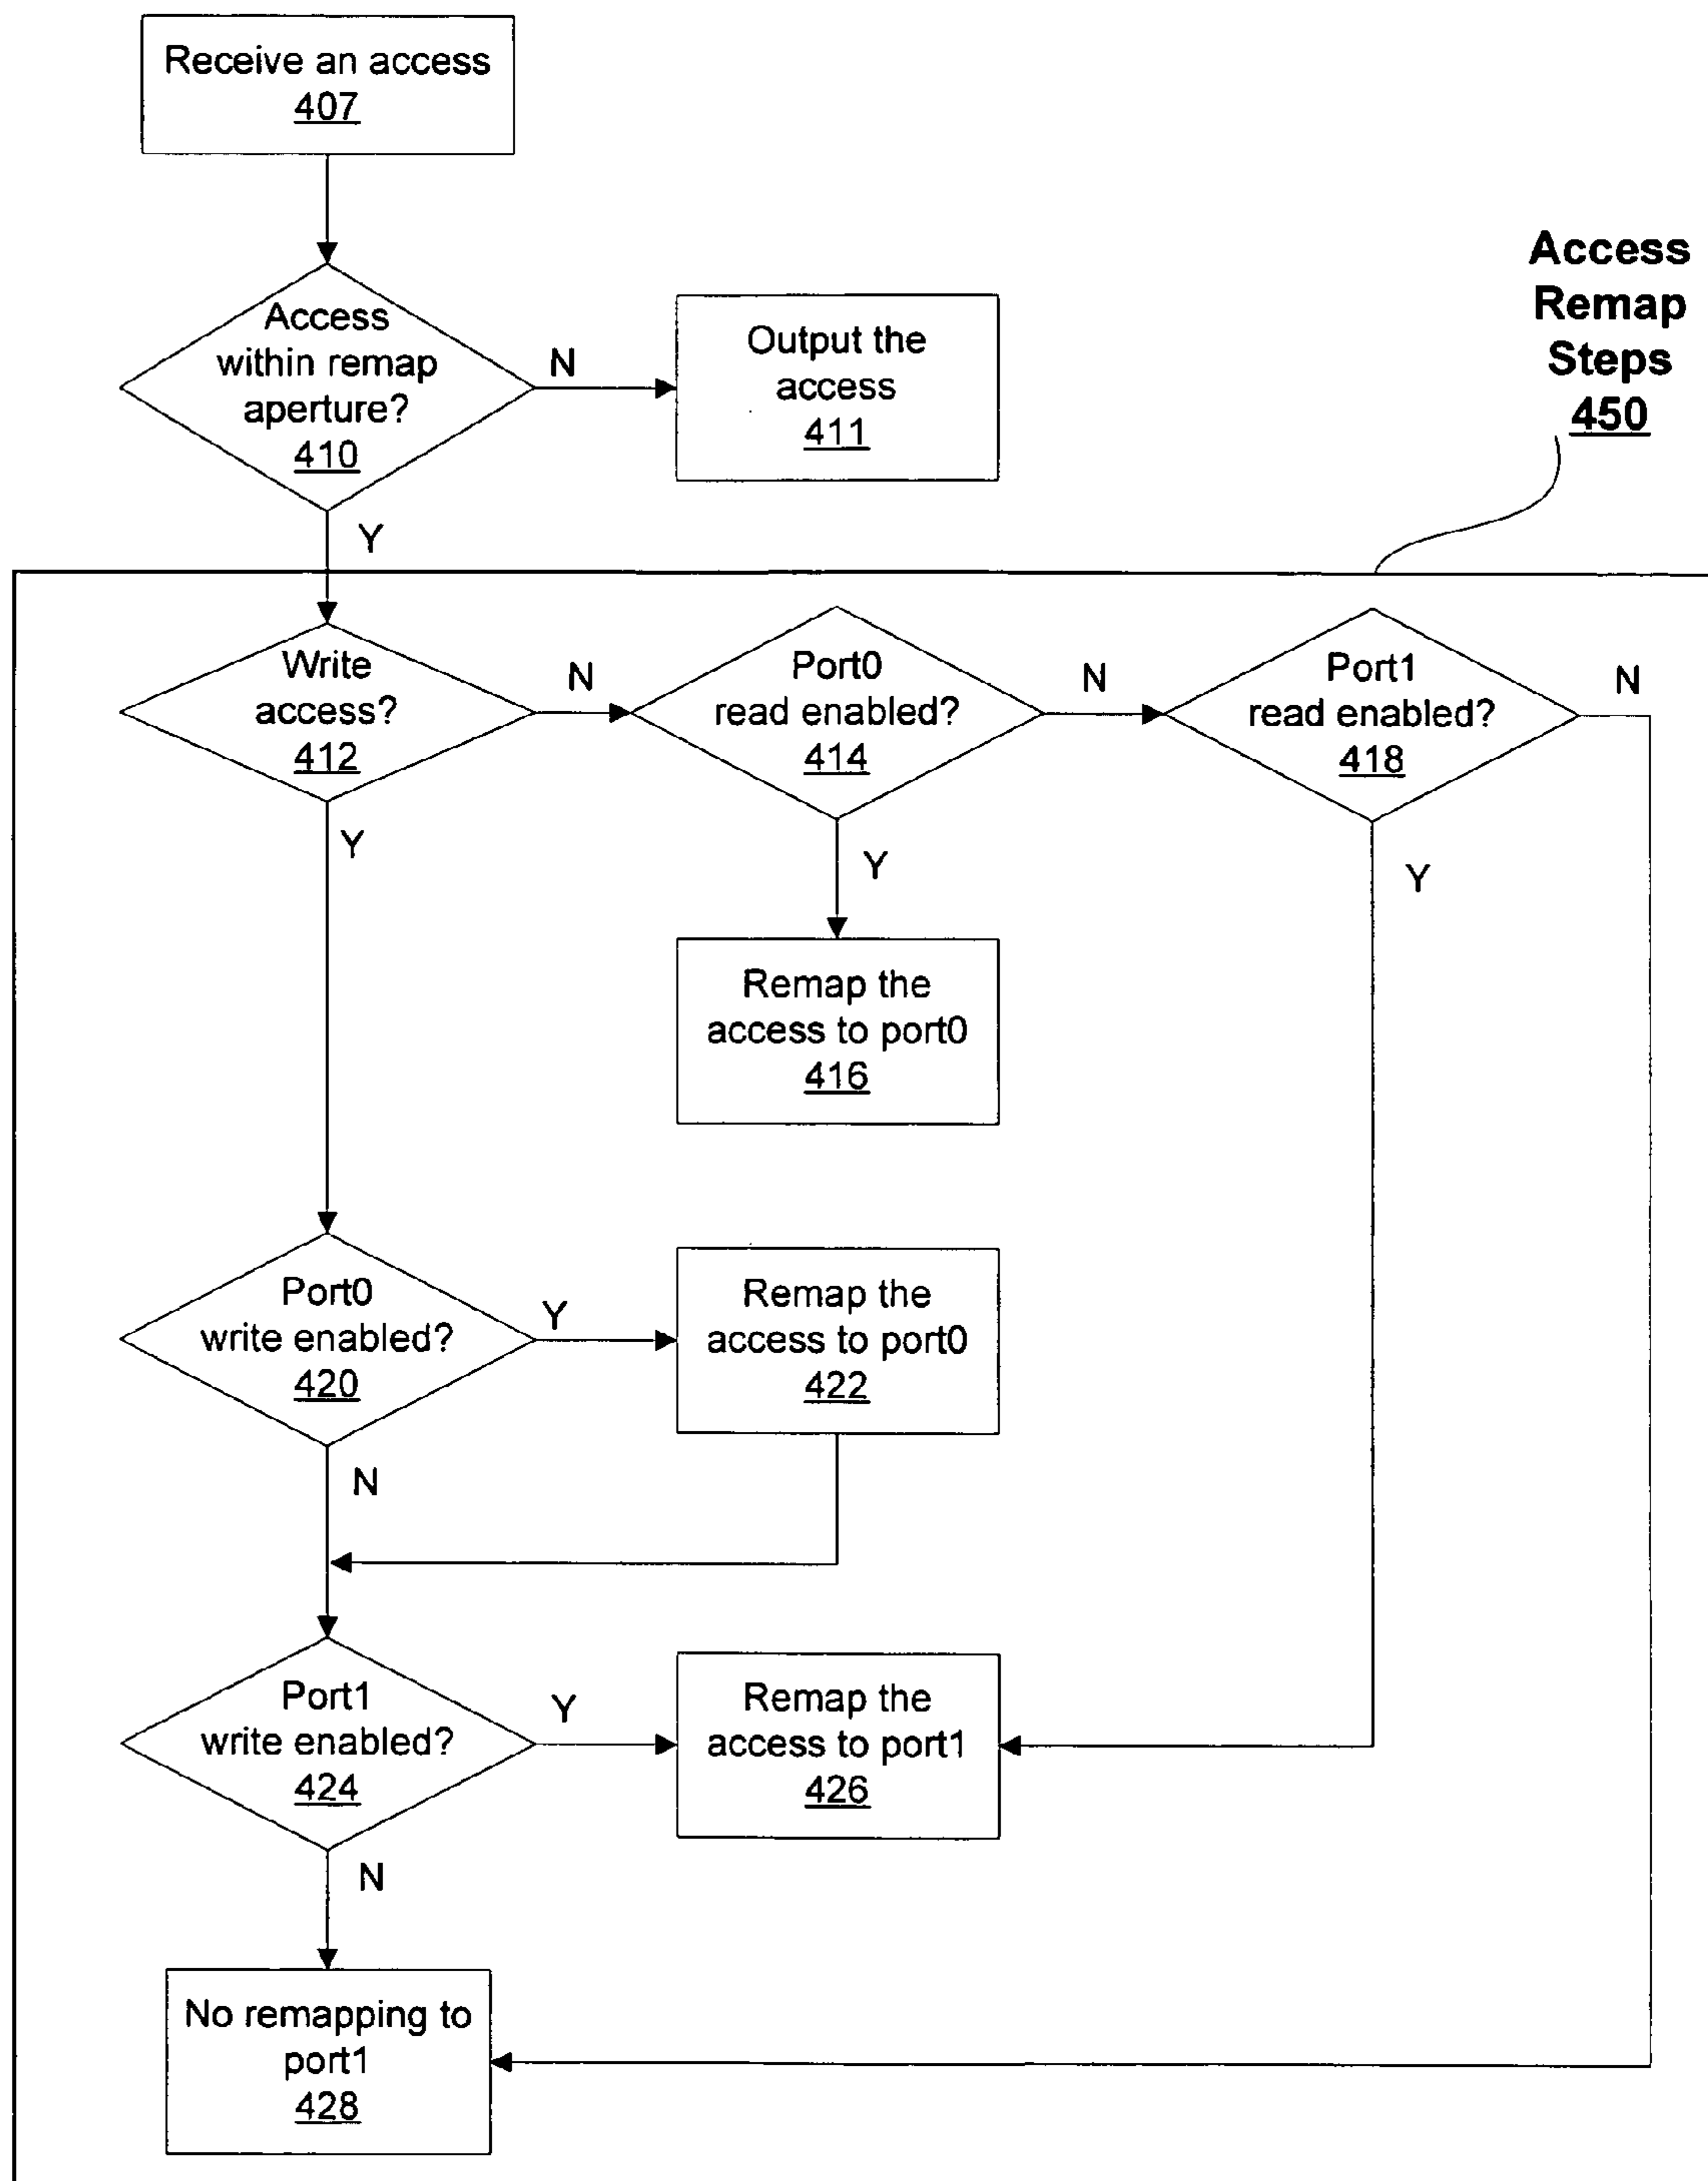 Receive an access
407
Access
within remap
aperture?
410
N
Output the
access
411
Access
Remap
Steps
450
Y
Write
access?
412
N
Port0
read enabled?
414
N
Port1
read enabled?
418
N
Y
Y
Y
Remap the
access to port0
416
Port0
write enabled?
420
Y
Remap the
access to port0
422
N
Port1
write enabled?
424
Y
Remap the
access to port1
426
N
No remapping to
port1
428